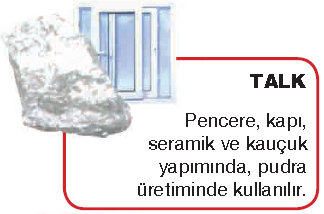 TALK
Pencere, kapı,
seramik ve kauçuk
yapımında, pudra
üretiminde kullanılır.